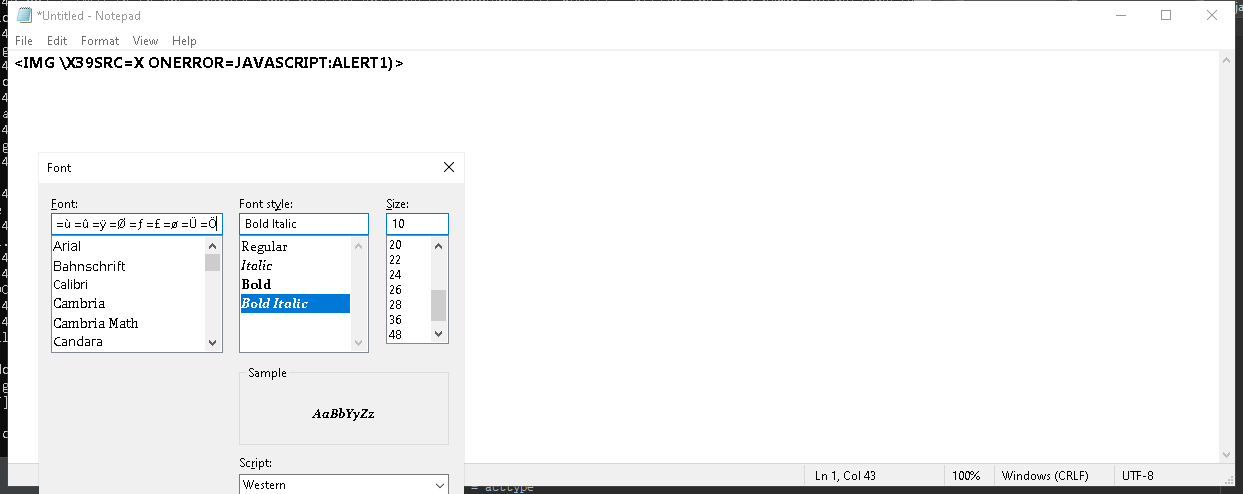 *Untitled - Notepad
File Edit Format View Help
<IMG \X39SRC=X ONERROR=JAVASCRIPT:ALERT1)>
Font
Font: Font style: Size:
=ù =û =ÿ =Ø =ƒ =£ =ø =Ü =Ö Bold Italic 10
Arial Regular 20
Bahnschrift Italic 22
Calibri Bold 24
Cambria Bold Italic 26
Cambria Math 28
Candara 36
48
Sample
AaBbYyZz
Script:
Western
Ln 1, Col 43 100% Windows (CRLF) UTF-8
= acctype